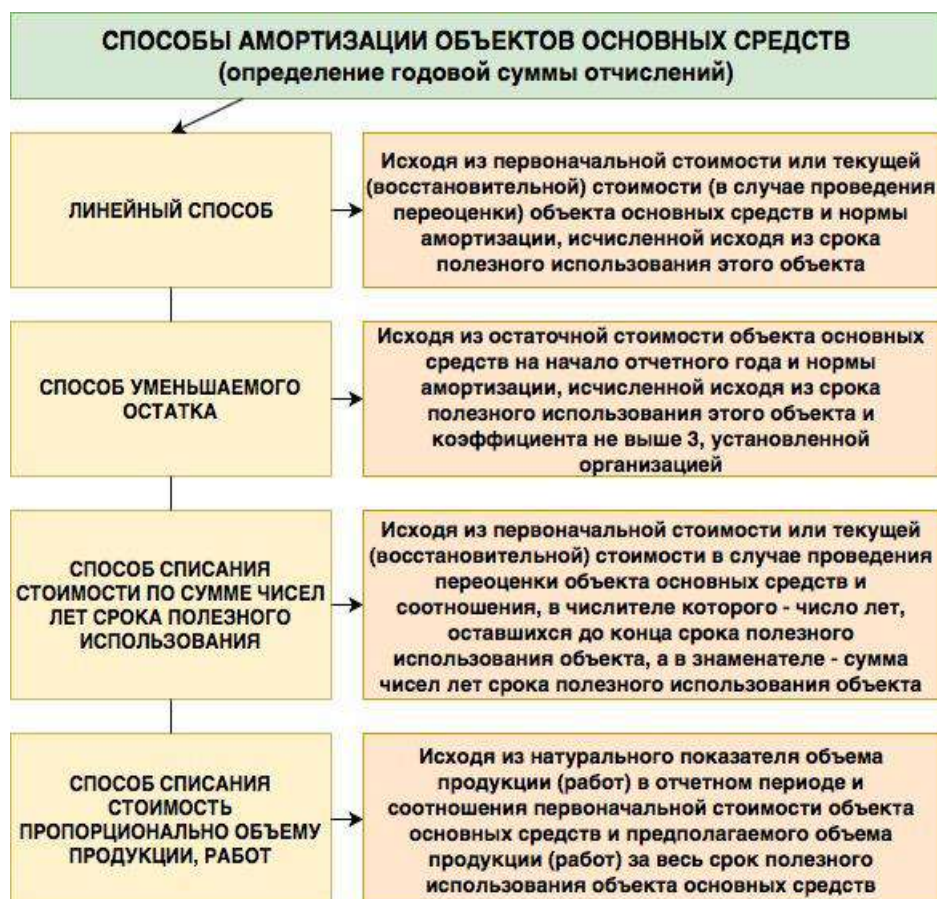 СПОСОБЫ АМОРТИЗАЦИИ ОБЪЕКТОВ ОСНОВНЫХ СРЕДСТВ
(определение годовой суммы отчислений)
ЛИНЕЙНЫЙ СПОСОБ
Исходя из первоначальной стоимости или текущей
(восстановительной) стоимости (в случае проведения
переоценки) объекта основных средств и нормы
амортизации, исчисленной исходя из срока
полезного использования этого объекта
СПОСОБ УМЕНЬШАЕМОГО
ОСТАТКА
Исходя из остаточной стоимости объекта основных
средств на начало отчетного года и нормы
амортизации, исчисленной исходя из срока
полезного использования этого объекта и
коэффициента не выше 3, установленной
организацией
СПОСОБ СПИСАНИЯ
СТОИМОСТИ ПО СУММЕ ЧИСЕЛ
ЛЕТ СРОКА ПОЛЕЗНОГО
ИСПОЛЬЗОВАНИЯ
Исходя из первоначальной стоимости или текущей
(восстановительной) стоимости в случае проведения
переоценки объекта основных средств и
соотношения, в числителе которого - число лет,
оставшихся до конца срока полезного
использования объекта, а в знаменателе - сумма
чисел лет срока полезного использования объекта
СПОСОБ СПИСАНИЯ
СТОИМОСТЬ
ПРОПОРЦИОНАЛЬНО ОБЪЕМУ
ПРОДУКЦИИ, РАБОТ
Исходя из натурального показателя объема
продукции (работ) в отчетном периоде и
соотношения первоначальной стоимости объекта
основных средств и предполагаемого объема
продукции (работ) за весь срок полезного
использования объекта основных средств